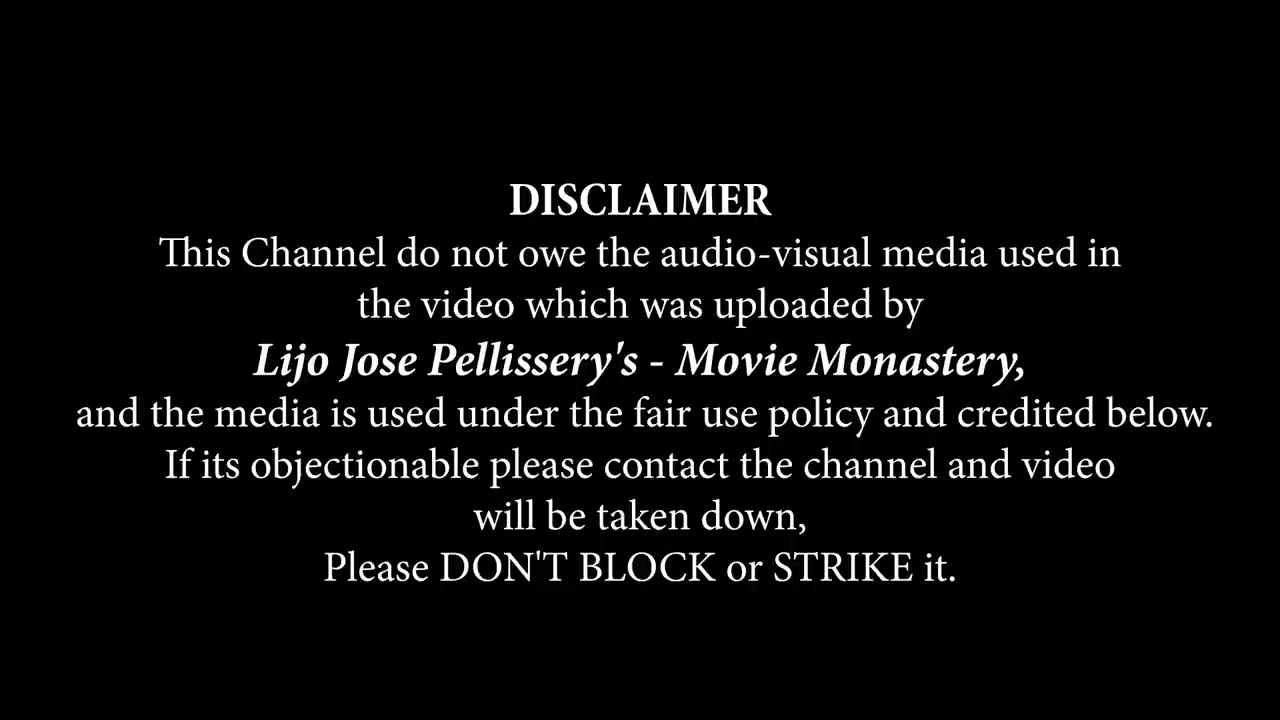 DISCLAIMER
This Channel do not owe the audio-visual media used in
the video which was uploaded by
Lijo Jose Pellissery's - Movie Monastery,
and the media is used under the fair use policy and credited below.
If its objectionable please contact the channel and video
will be taken down,
Please DON'T BLOCK or STRIKE it.